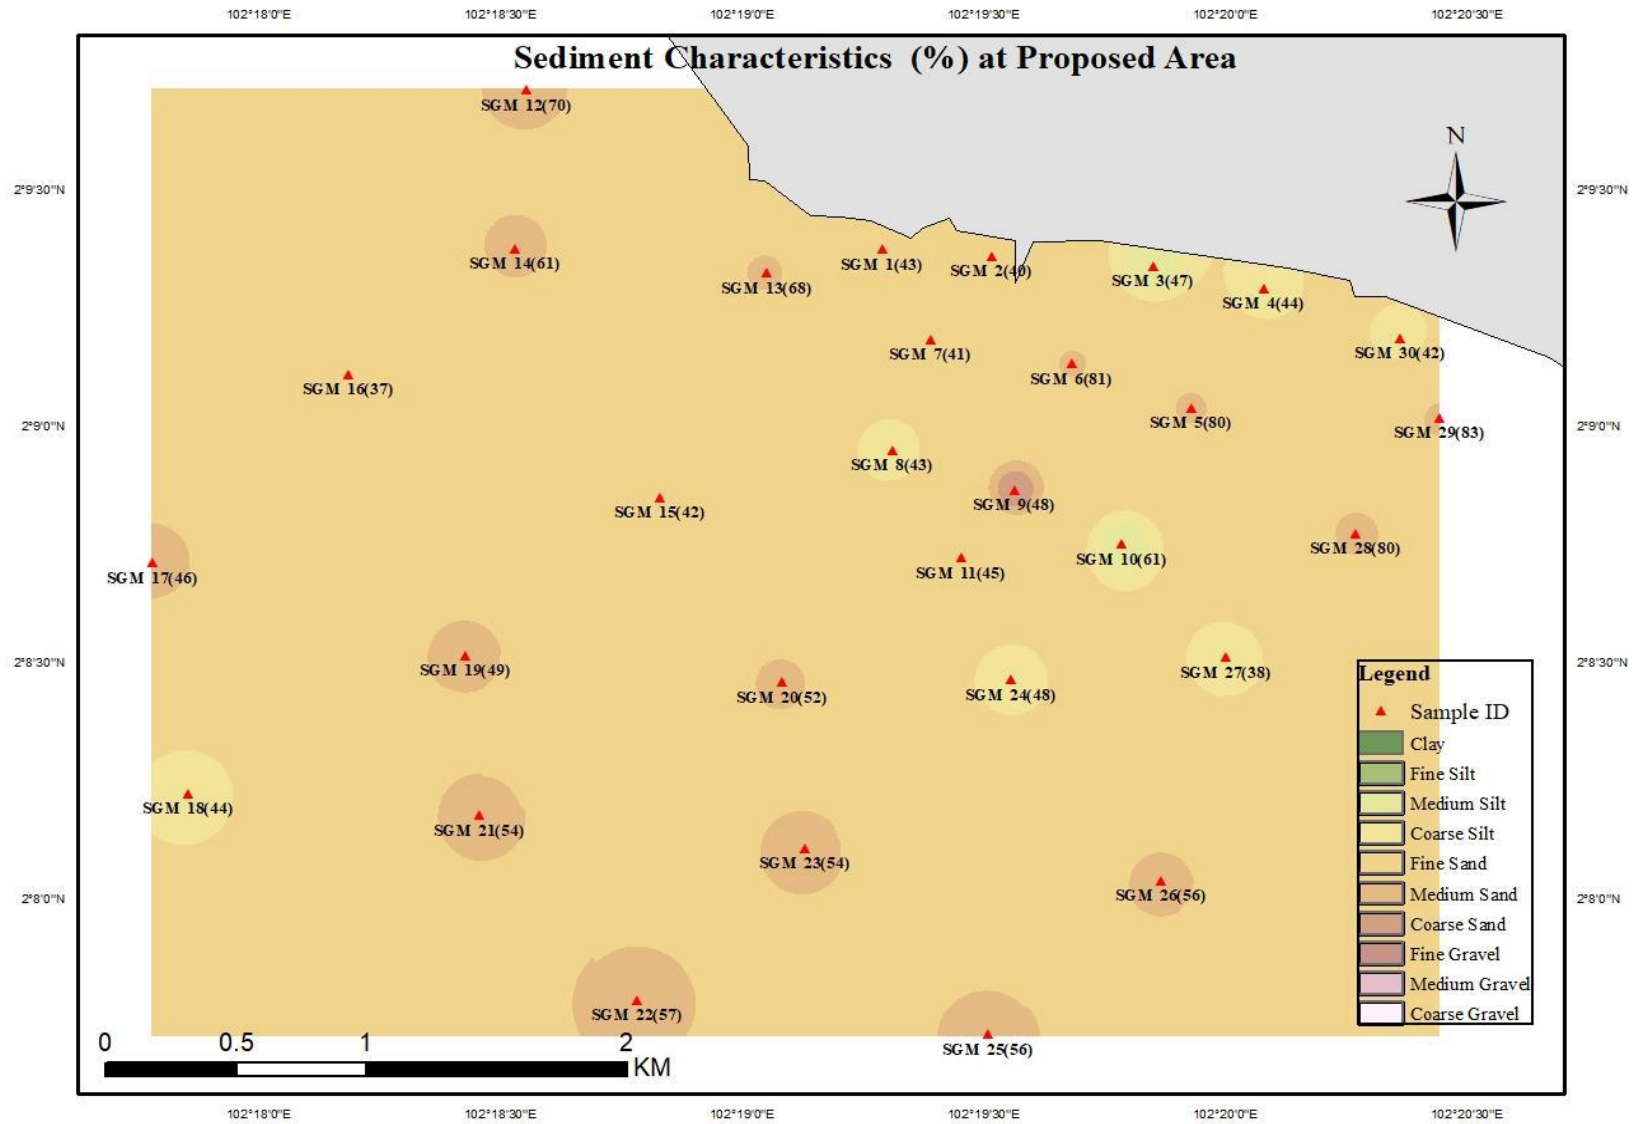 102°18'0"E 102°18'30"E 102°19'0"E 102°19'30"E 102°20'0"E 102°20'30"E
Sediment Characteristics (%) at Proposed Area
SGM 12(70)
N
2°9'30"N 2°9'30"N
SGM 14(61)
SGM 13(68)
SGM 1(43)
SGM 2(40)
SGM 3(47)
SGM 4(44)
SGM 30(42)
SGM 7(41)
SGM 6(81)
SGM 16(37)
SGM 5(80)
2°9'0"N 2°9'0"N
SGM 29(83)
SGM 8(43)
SGM 9(48)
SGM 15(42)
SGM 28(80)
SGM 10(61)
SGM 11(45)
SGM 17(46)
2°8'30"N 2°8'30"N
SGM 19(49)
SGM 20(52)
SGM 24(48)
SGM 27(38)
SGM 18(44)
SGM 21(54)
SGM 23(54)
SGM 26(56)
2°8'0"N 2°8'0"N
SGM 22(57)
SGM 25(56)
Legend
Sample ID
Clay
Fine Silt
Medium Silt
Coarse Silt
Fine Sand
Medium Sand
Coarse Sand
Fine Gravel
Medium Gravel
Coarse Gravel
0 0.5 1 2
KM
102°18'0"E 102°18'30"E 102°19'0"E 102°19'30"E 102°20'0"E 102°20'30"E